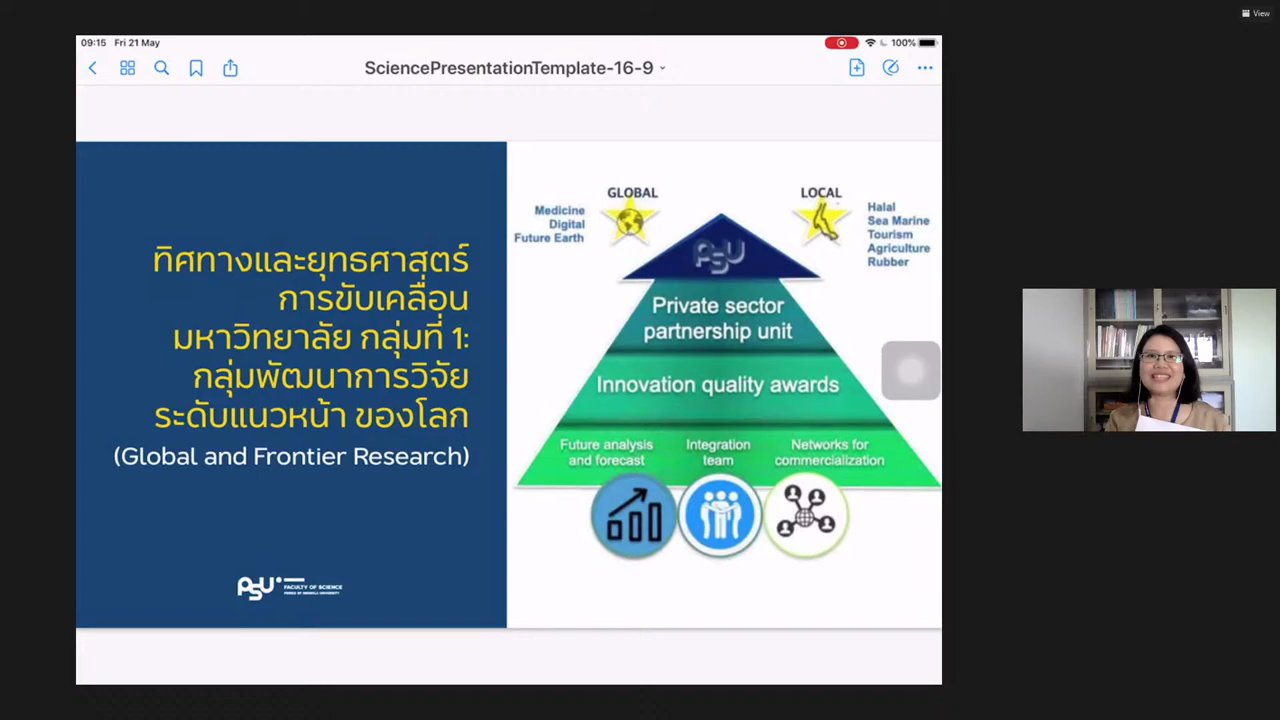 View
09:15 Fri 21 May
100%
SciencePresentationTemplate-16-9
ทิศทางและยุทธศาสตร์
การขับเคลื่อน
มหาวิทยาลัย กลุ่มที่ 1:
กลุ่มพัฒนาการวิจัย
ระดับแนวหน้า ของโลก
(Global and Frontier Research)
PSU
FACULTY OF SCIENCE
PRINCE OF SONGKLA UNIVERSITY
GLOBAL
Medicine
Digital
Future Earth
LOCAL
Halal
Sea Marine
Tourism
Agriculture
Rubber
PSU
Private sector
partnership unit
Innovation quality awards
Future analysis
and forecast
Integration
team
Networks for
commercialization